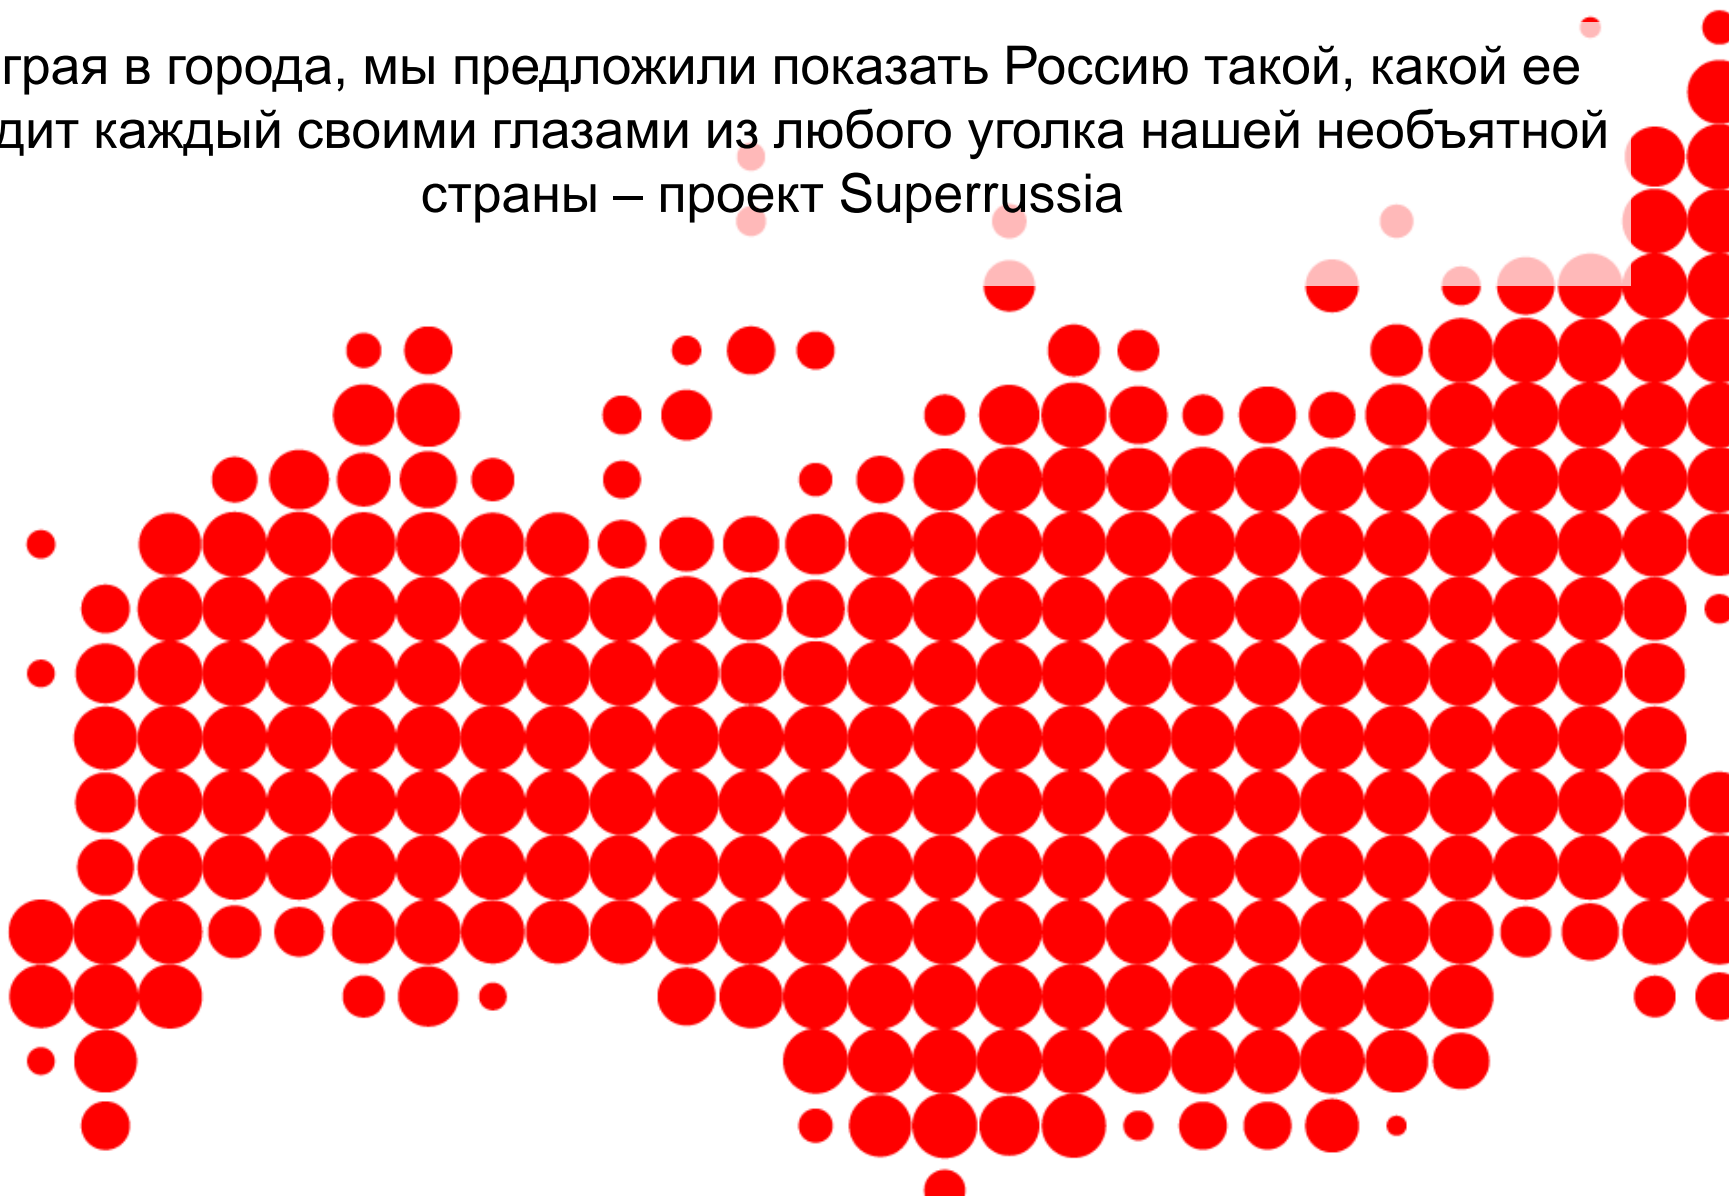 грая в города, мы предложили показать Россию такой, какой ее
дит каждый своими глазами из любого уголка нашей необъятной
страны – проект Superrussia